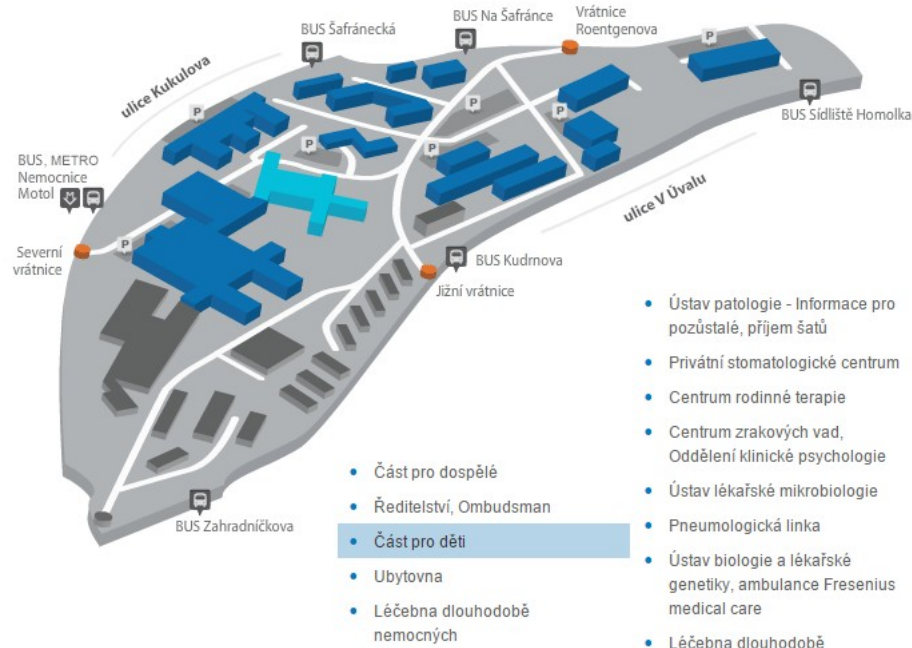 BUS Šafránecká
BUS Na Šafránce
Vrátnice
Roentgenova
ulice Kukulova
P
P
P
P
P
P
P
BUS Sídliště Homolka
BUS, METRO
Nemocnice
Motol
ulice V Úvalu
Severní
vrátnice
BUS Kudrnova
Jižní vrátnice
BUS Zahradníčkova
• Část pro dospělé
• Ředitelství, Ombudsman
• Část pro děti
• Ubytovna
• Léčebna dlouhodobě
nemocných
• Ústav patologie - Informace pro
pozůstalé, příjem šatů
• Privátní stomatologické centrum
• Centrum rodinné terapie
• Centrum zrakových vad,
Oddělení klinické psychologie
• Ústav lékařské mikrobiologie
• Pneumologická linka
• Ústav biologie a lékařské
genetiky, ambulance Fresenius
medical care
• Léčebna dlouhodobě